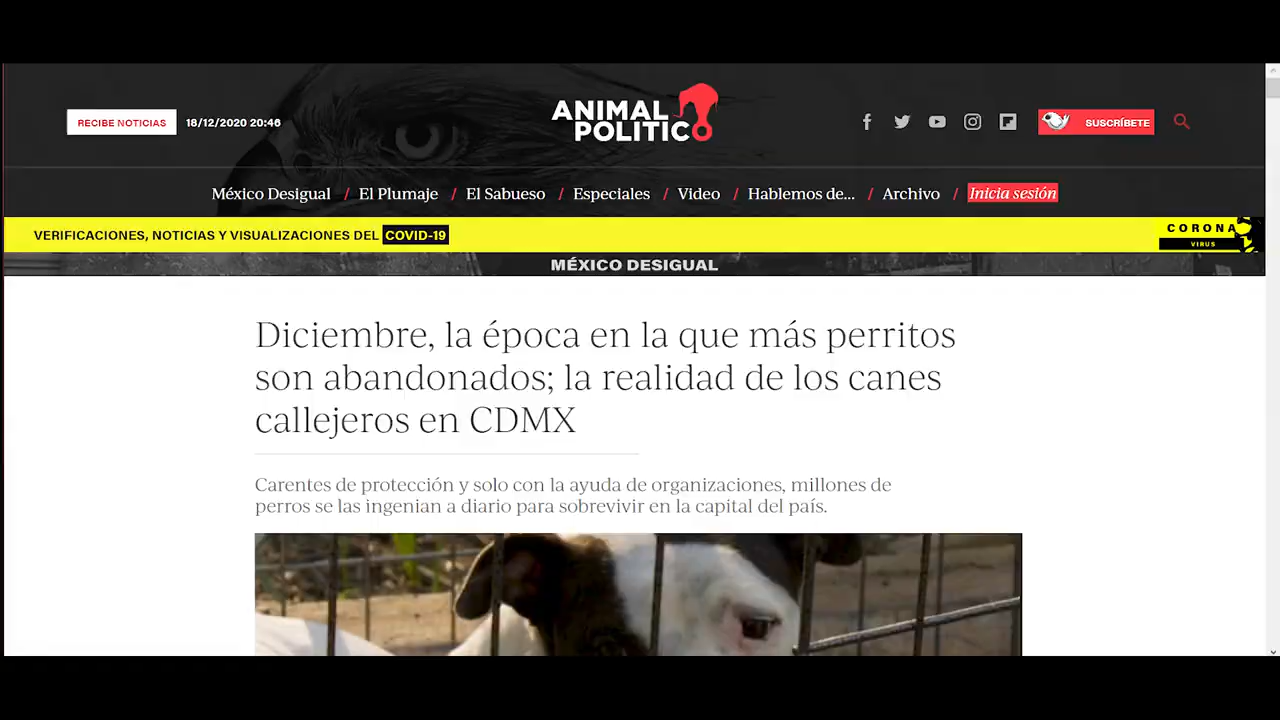 RECIBE NOTICIAS
18/12/2020 20:46
ANIMAL
POLITICO
SUSCRÍBETE
México Desigual / El Plumaje / El Sabueso / Especiales / Video / Hablemos de... / Archivo / Inicia sesión
VERIFICACIONES, NOTICIAS Y VISUALIZACIONES DEL COVID-19
CORONA
VIRUS
MÉXICO DESIGUAL
Diciembre, la época en la que más perritos
son abandonados; la realidad de los canes
callejeros en CDMX
Carentes de protección y solo con la ayuda de organizaciones, millones de
perros se las ingenian a diario para sobrevivir en la capital del país.